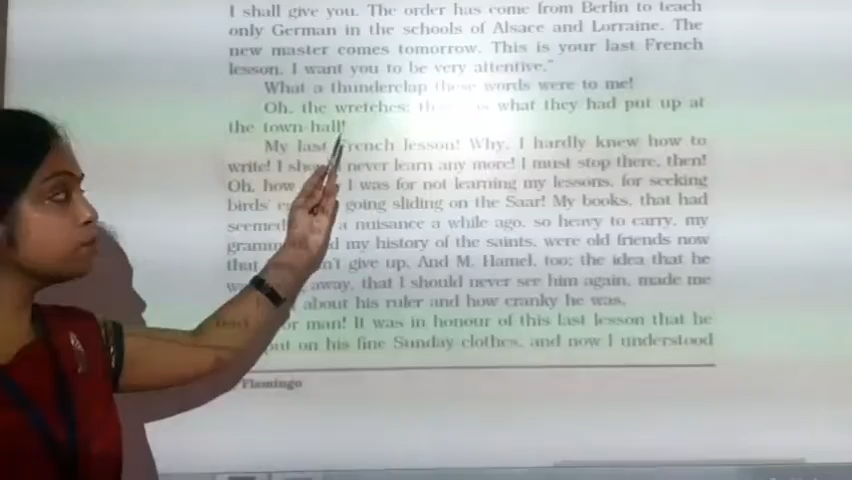 I shall give you. The order has come from Berlin to teach
only German in the schools of Alsace and Lorraine. The
new master comes tomorrow. This is your last French
lesson. I want you to be very attentive."
What a thunderclap these words were to me!
Oh, the wretches; what they had put up at
the town-hall!
My last French lesson! Why, I hardly knew how to
write! I should never learn any more! I must stop there, then!
Oh, how I was for not learning my lessons, for seeking
birds' going sliding on the Saar! My books, that had
seemed a nuisance a while ago, so heavy to carry, my
my history of the saints, were old friends now
that give up. And M. Hamel, too; the idea that he
away, that I should never see him again, made me
about his ruler and how cranky he was.
man! It was in honour of this last lesson that he
on his fine Sunday clothes, and now I understood
Flamingo